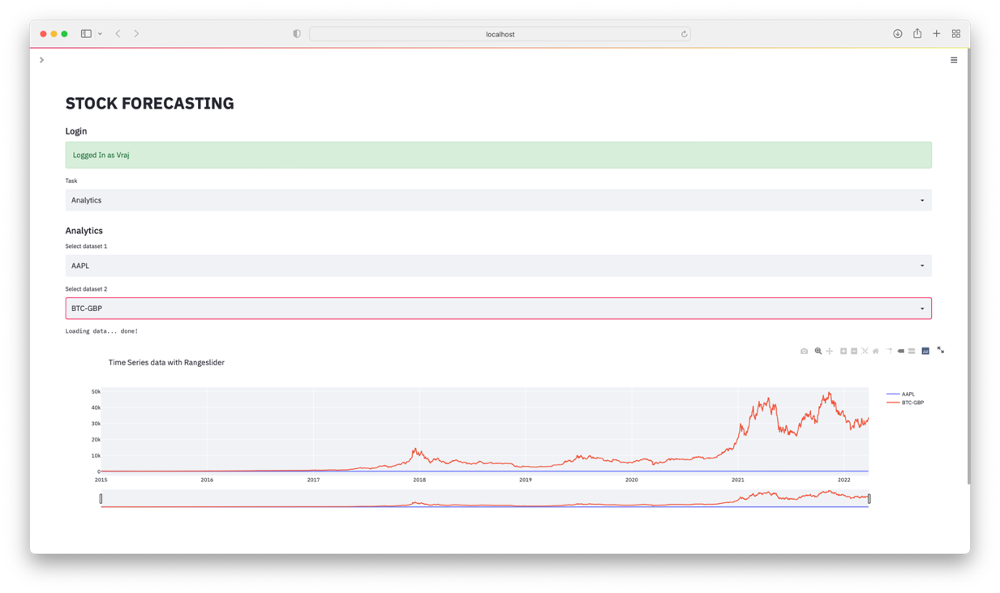 localhost
STOCK FORECASTING
Login
Logged In as Vraj
Task
Analytics
Analytics
Select dataset 1
AAPL
Select dataset 2
BTC-GBP
Loading data... done!
Time Series data with Rangeslider
50k
40k
30k
20k
10k
0
2015 2016 2017 2018 2019 2020 2021 2022
AAPL
BTC-GBP